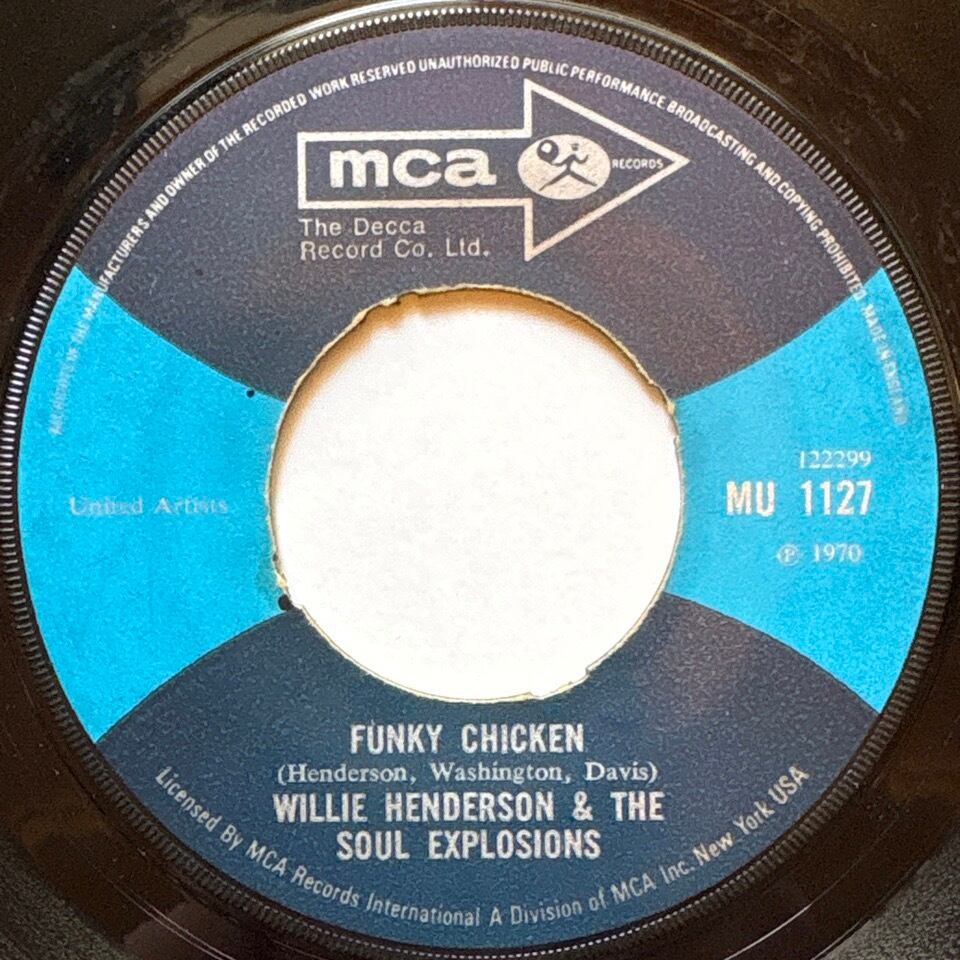 ALL RIGHTS OF THE MANUFACTURERS AND OWNER OF THE RECORDED WORK RESERVED UNAUTHORIZED PUBLIC PERFORMANCE BROADCASTING AND COPYING PROHIBITED MADE IN ENGLAND
mca
RECORDS
The Decca
Record Co. Ltd.
122299
United Artists
MU 1127
℗ 1970
FUNKY CHICKEN
(Henderson, Washington, Davis)
WILLIE HENDERSON & THE
SOUL EXPLOSIONS
Licensed By MCA Records International A Division of MCA Inc. New York USA